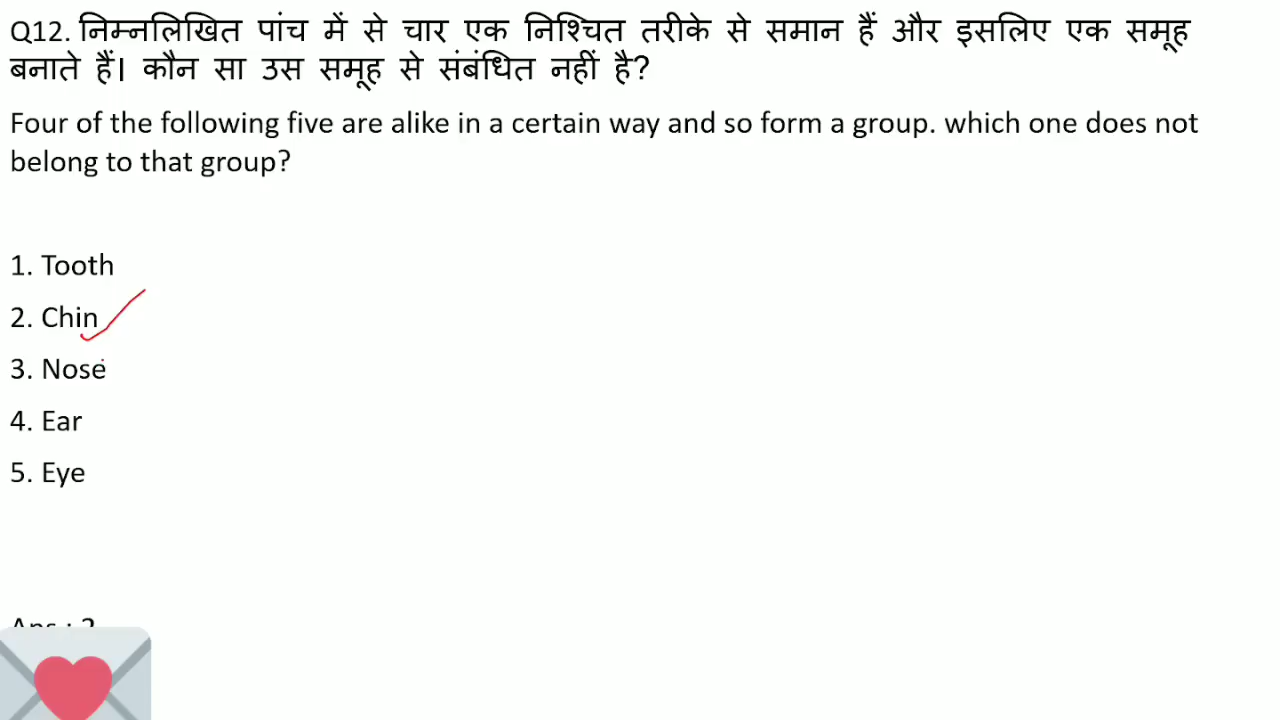 Q12. निम्नलिखित पांच में से चार एक निश्चित तरीके से समान हैं और इसलिए एक समूह
बनाते हैं। कौन सा उस समूह से संबंधित नहीं है?
Four of the following five are alike in a certain way and so form a group. which one does not
belong to that group?
1. Tooth
2. Chin
3. Nose
4. Ear
5. Eye
Ans :